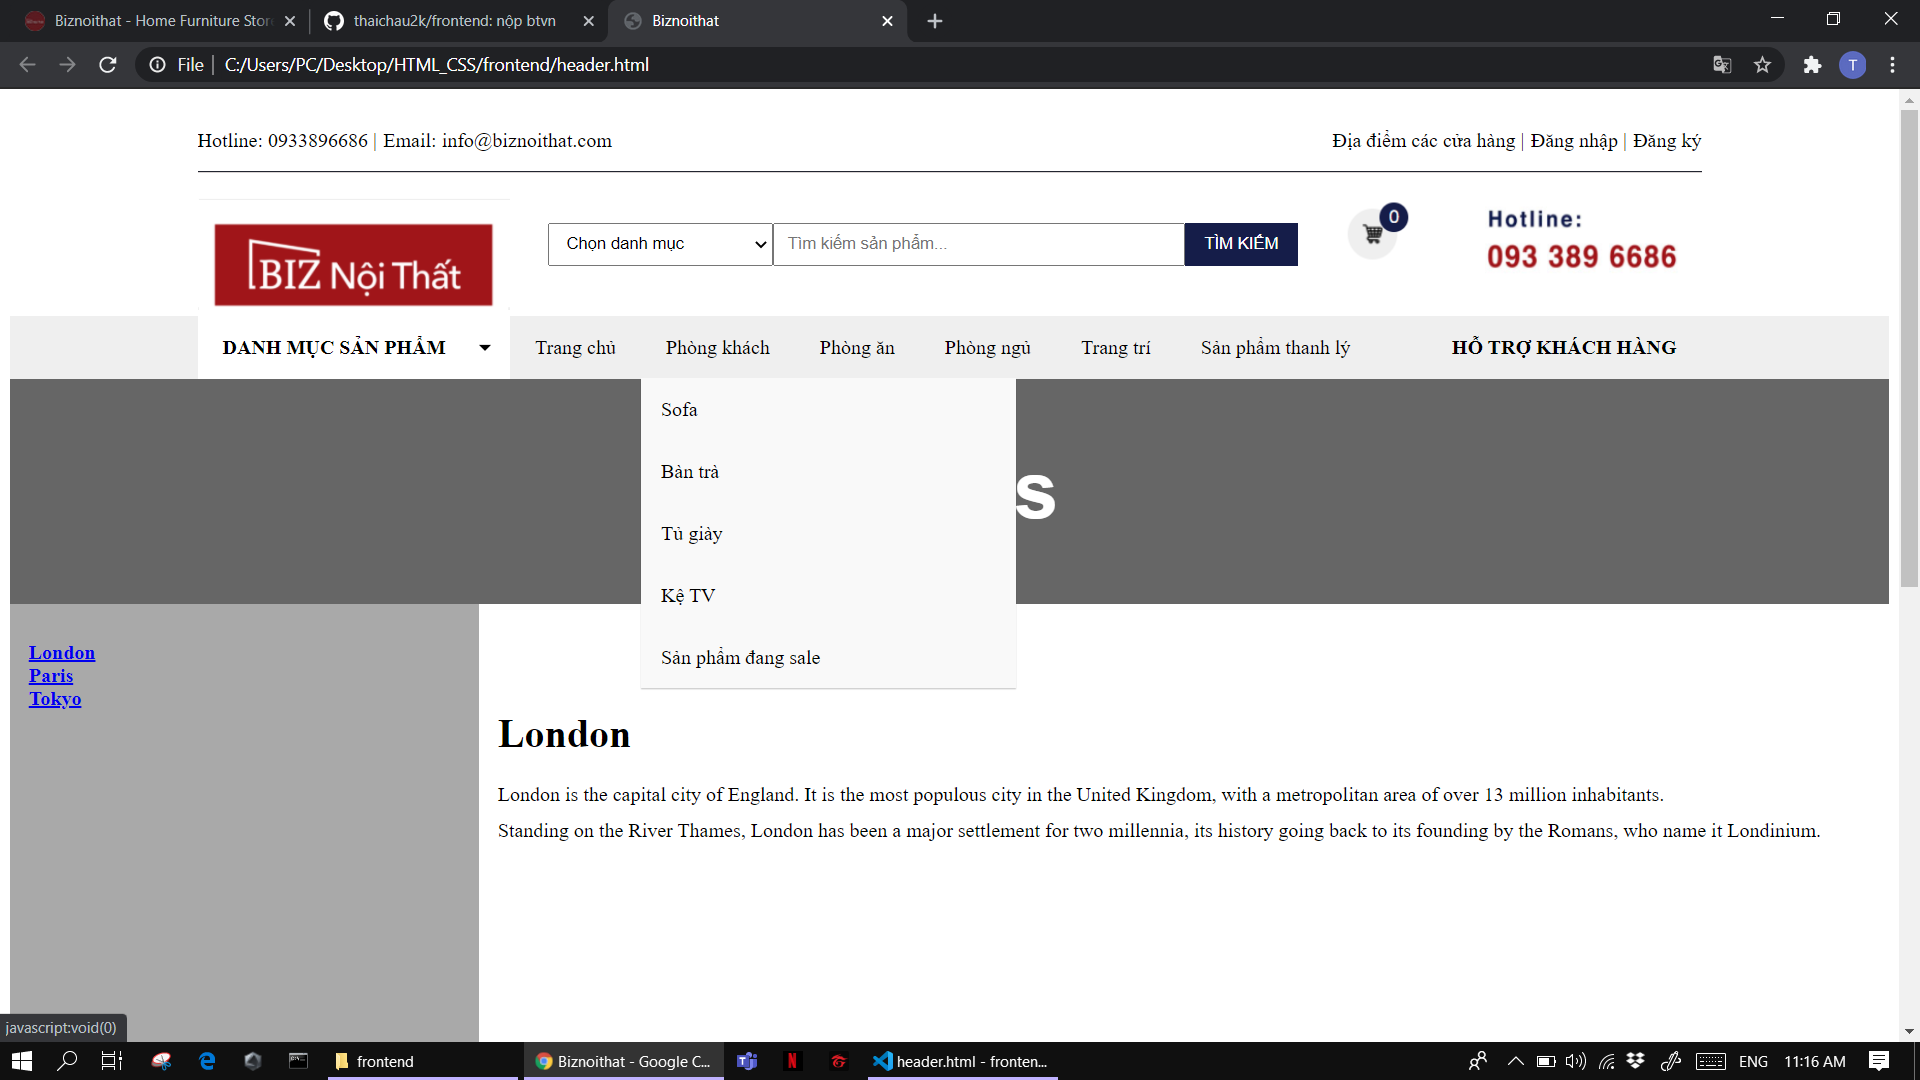 Biznoithat - Home Furniture Stor
thaichau2k/frontend: nộp btvn
Biznoithat
File
C:/Users/PC/Desktop/HTML_CSS/frontend/header.html
T
Hotline: 0933896686 | Email: info@biznoithat.com
Địa điểm các cửa hàng | Đăng nhập | Đăng ký
BIZ Nội Thất
Chọn danh mục
Tìm kiếm sản phẩm...
TÌM KIẾM
0
Hotline:
093 389 6686
DANH MỤC SẢN PHẨM
Trang chủ
Phòng khách
Phòng ăn
Phòng ngủ
Trang trí
Sản phẩm thanh lý
HỖ TRỢ KHÁCH HÀNG
Sofa
Bàn trà
Tủ giày
Kệ TV
Sản phẩm đang sale
s
London
Paris
Tokyo
London
London is the capital city of England. It is the most populous city in the United Kingdom, with a metropolitan area of over 13 million inhabitants.
Standing on the River Thames, London has been a major settlement for two millennia, its history going back to its founding by the Romans, who name it Londinium.
javascript:void(0)
frontend
Biznoithat - Google C...
header.html - fronten...
ENG
11:16 AM